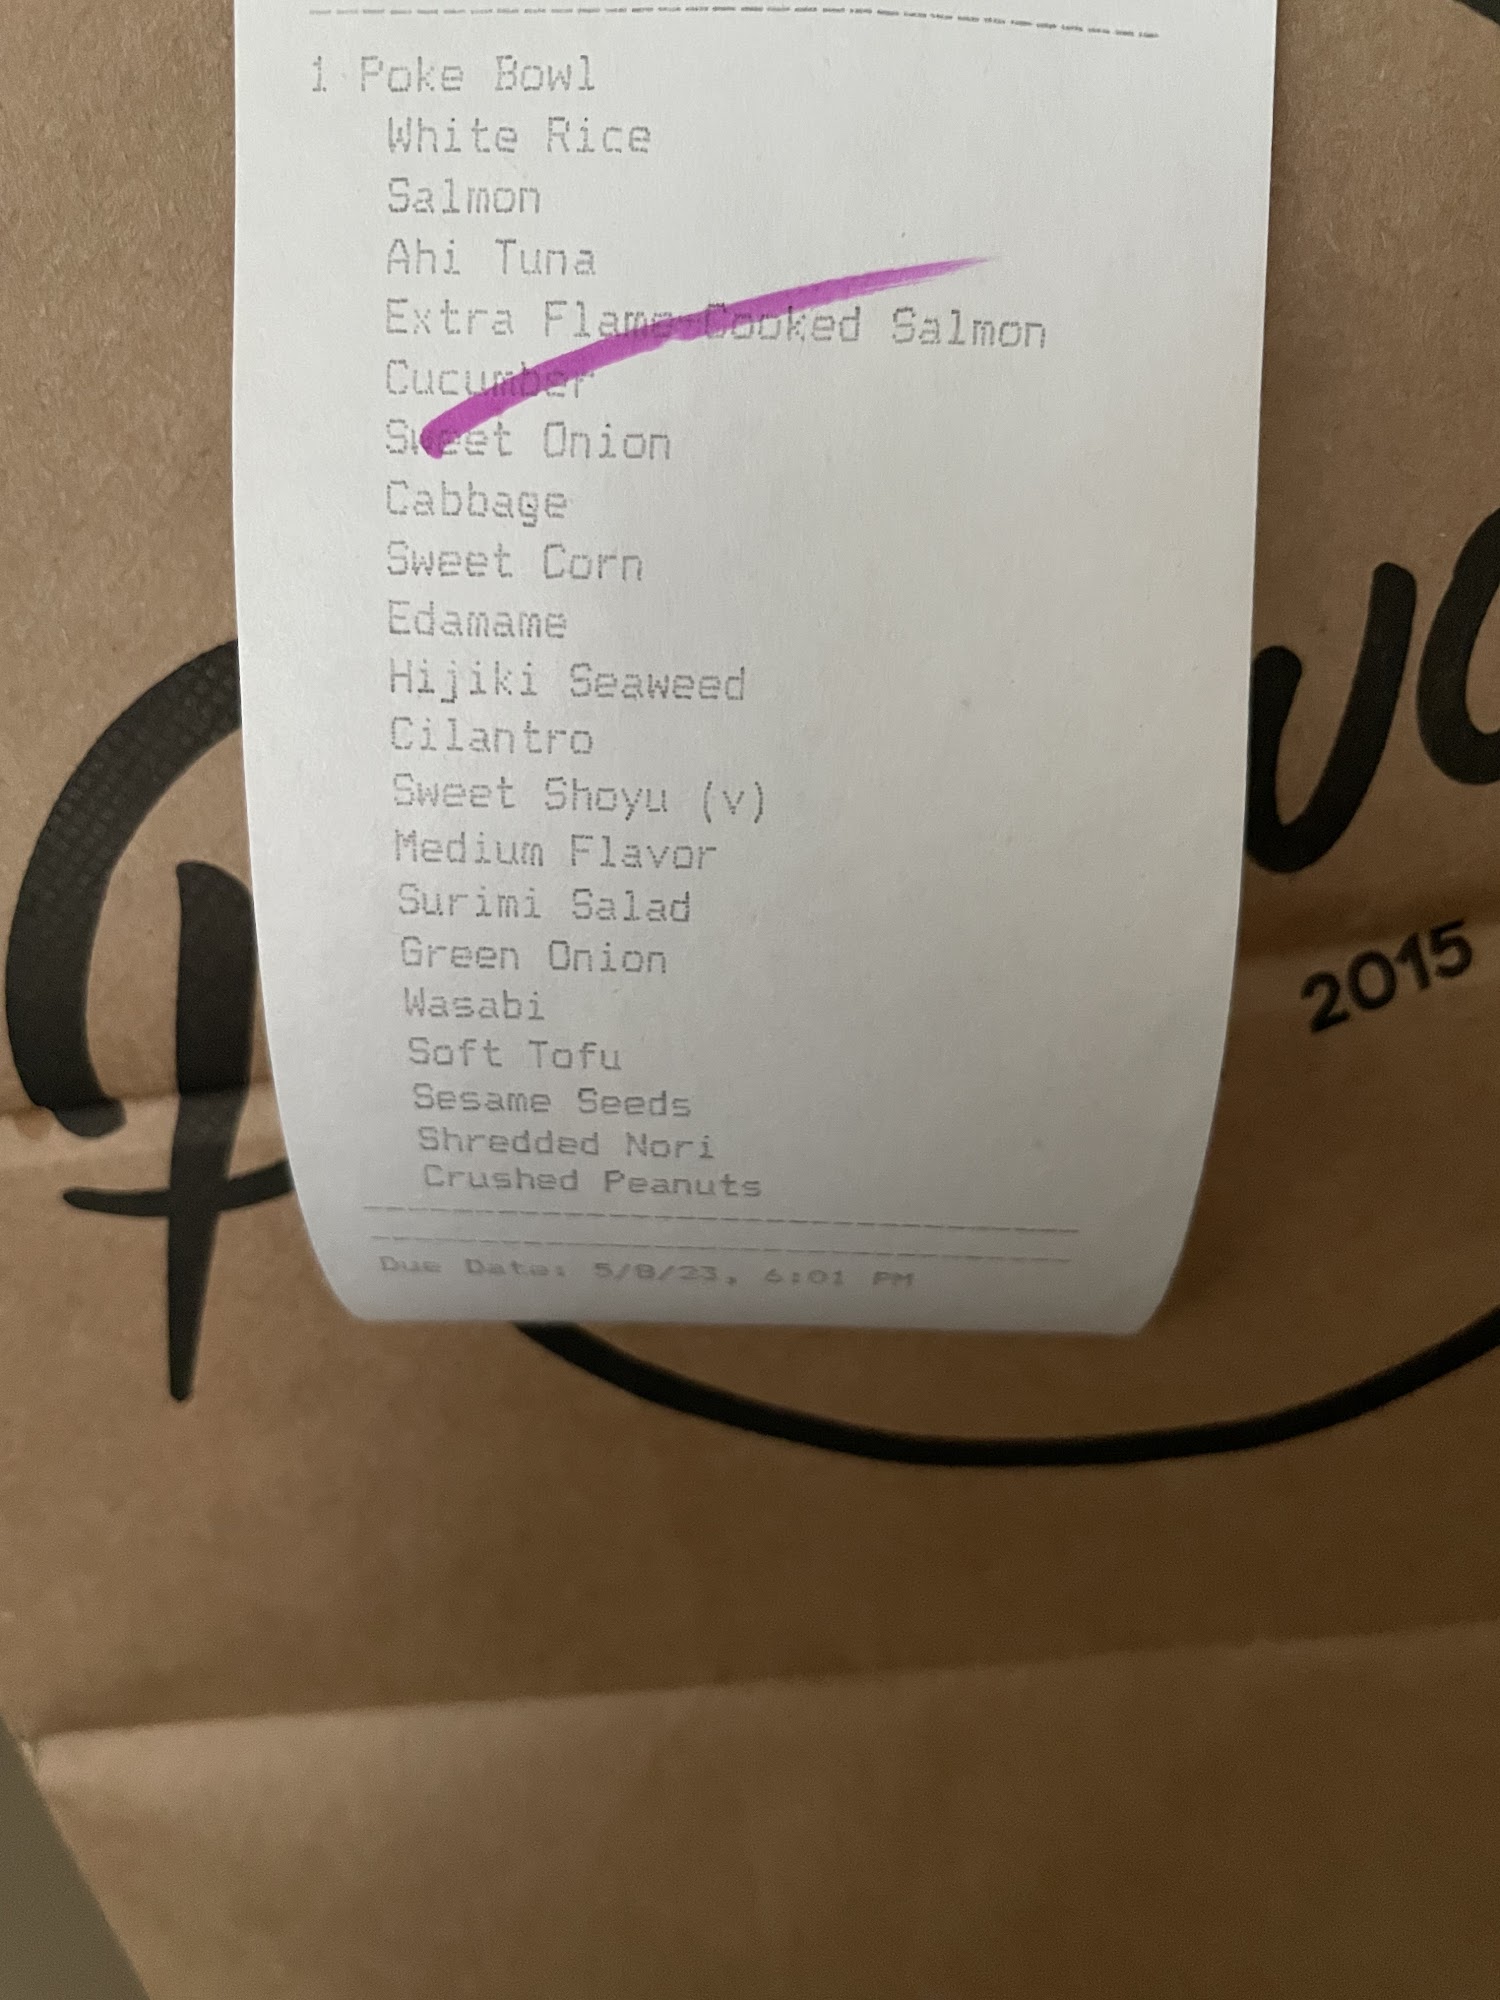 1 Poke Bowl
White Rice
Salmon
Ahi Tuna
Extra Flame-Cooked Salmon
Cucumber
Sweet Onion
Cabbage
Sweet Corn
Edamame
Hijiki Seaweed
Cilantro
Sweet Shoyu (v)
Medium Flavor
Surimi Salad
Green Onion
Wasabi
Soft Tofu
Sesame Seeds
Shredded Nori
Crushed Peanuts
Due Date: 5/8/23, 6:01 PM
2015